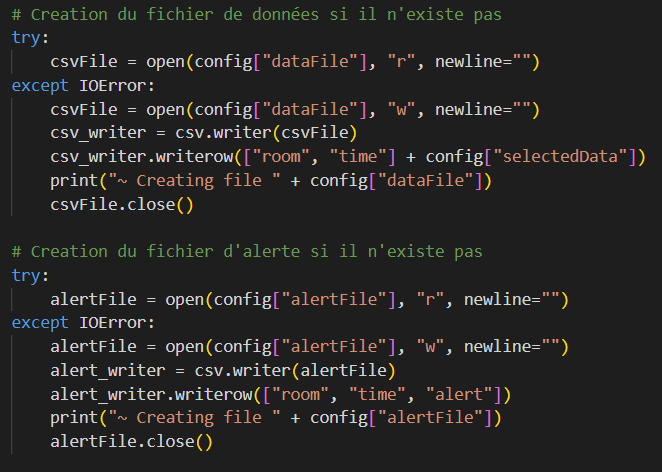 # Creation du fichier de données si il n'existe pas
try:
    csvFile = open(config["dataFile"], "r", newline="")
except IOError:
    csvFile = open(config["dataFile"], "w", newline="")
    csv_writer = csv.writer(csvFile)
    csv_writer.writerow(["room", "time"] + config["selectedData"])
    print("~ Creating file " + config["dataFile"])
    csvFile.close()

# Creation du fichier d'alerte si il n'existe pas
try:
    alertFile = open(config["alertFile"], "r", newline="")
except IOError:
    alertFile = open(config["alertFile"], "w", newline="")
    alert_writer = csv.writer(alertFile)
    alert_writer.writerow(["room", "time", "alert"])
    print("~ Creating file " + config["alertFile"])
    alertFile.close()